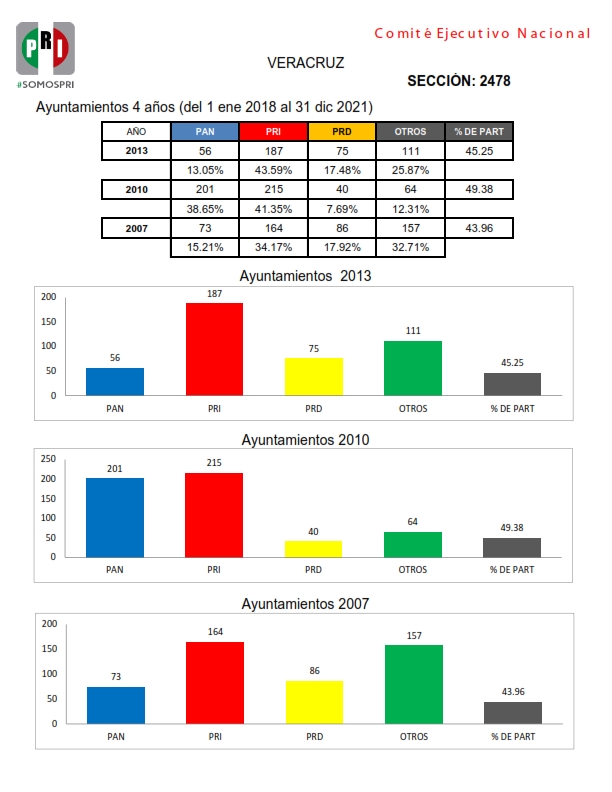 Comité Ejecutivo Nacional
PRI
#SOMOSPRI
VERACRUZ
SECCIÓN: 2478
Ayuntamientos 4 años (del 1 ene 2018 al 31 dic 2021)
AÑO PAN PRI PRD OTROS % DE PART
2013 56 187 75 111 45.25
13.05% 43.59% 17.48% 25.87%
2010 201 215 40 64 49.38
38.65% 41.35% 7.69% 12.31%
2007 73 164 86 157 43.96
15.21% 34.17% 17.92% 32.71%
Ayuntamientos 2013
200
150
100
50
0
56 187 75 111 45.25
PAN PRI PRD OTROS % DE PART
Ayuntamientos 2010
250
200
150
100
50
0
201 215 40 64 49.38
PAN PRI PRD OTROS % DE PART
Ayuntamientos 2007
200
150
100
50
0
73 164 86 157 43.96
PAN PRI PRD OTROS % DE PART